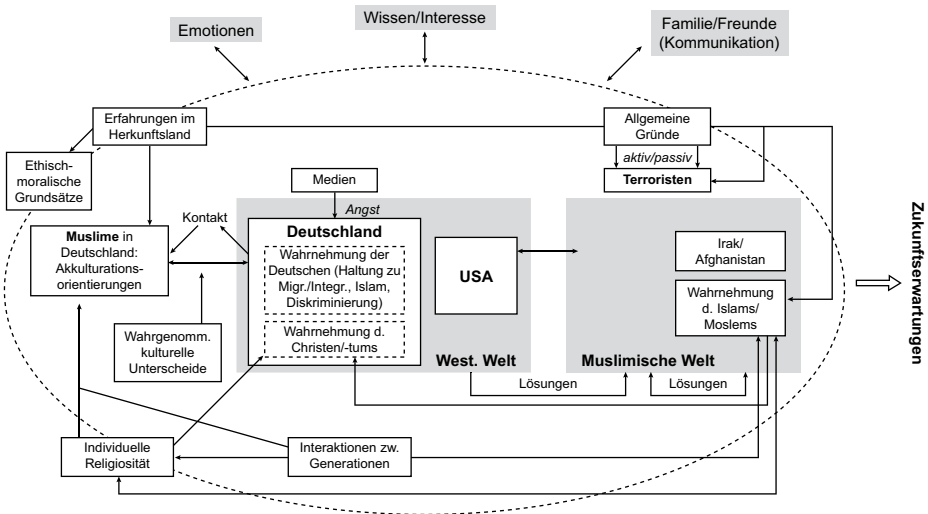 Wissen/Interesse
Emotionen
Familie/Freunde
(Kommunikation)
Erfahrungen im
Herkunftsland
Allgemeine
Gründe
aktiv/passiv
Terroristen
Ethisch-
moralische
Grundsätze
Medien
Angst
Kontakt
Muslime in
Deutschland:
Akkulturations-
orientierungen
Deutschland
Wahrnehmung der
Deutschen (Haltung zu
Migr./Integr., Islam,
Diskriminierung)
Wahrnehmung d.
Christen/-tums
USA
West. Welt
Irak/
Afghanistan
Wahrnehmung
d. Islams/
Moslems
Muslimische Welt
Wahrgenomm.
kulturelle
Unterscheide
Lösungen
Lösungen
Individuelle
Religiosität
Interaktionen zw.
Generationen
Zukunftserwartungen